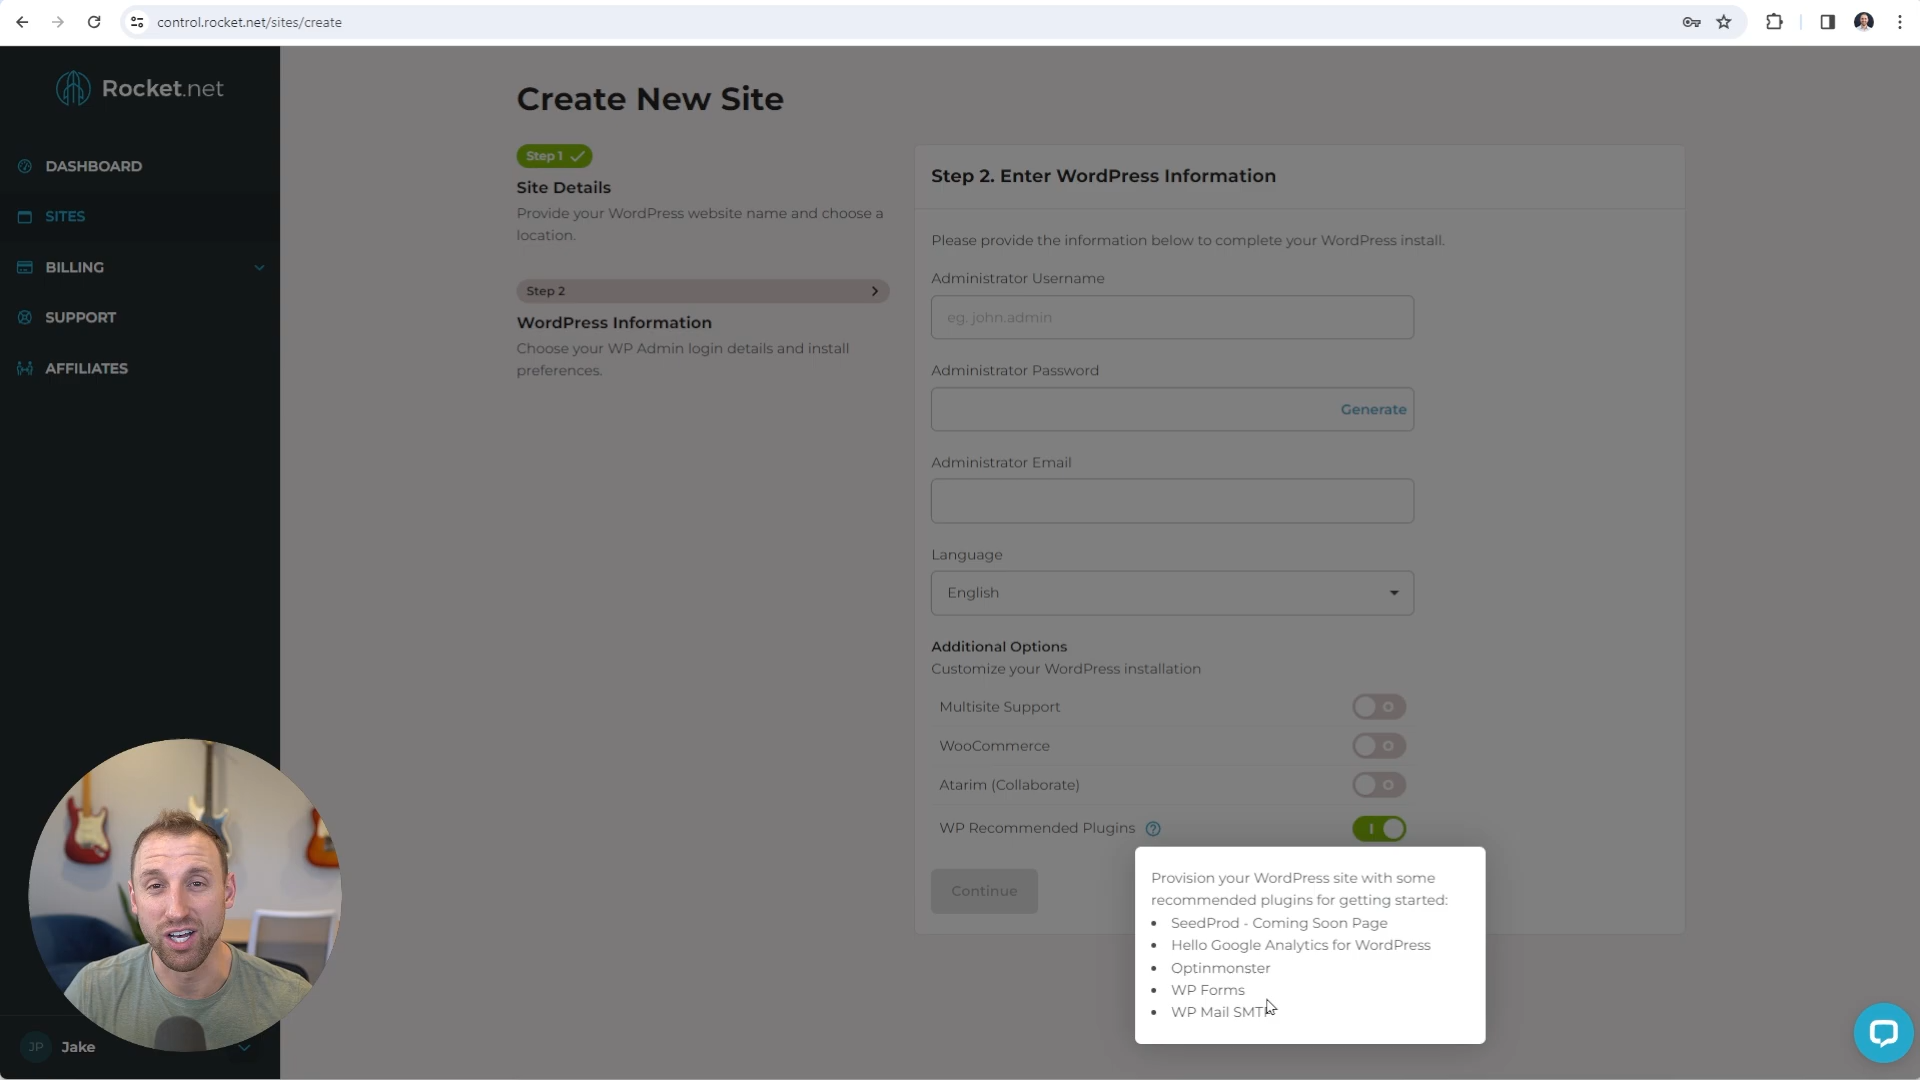 control.rocket.net/sites/create
Rocket.net
DASHBOARD
SITES
BILLING
SUPPORT
AFFILIATES
JP
Jake
Create New Site
Step 1
Site Details
Provide your WordPress website name and choose a
location.
Step 2
WordPress Information
Choose your WP Admin login details and install
preferences.
Step 2. Enter WordPress Information
Please provide the information below to complete your WordPress install.
Administrator Username
eg. john.admin
Administrator Password
Generate
Administrator Email
Language
English
Additional Options
Customize your WordPress installation
Multisite Support
WooCommerce
Atarim (Collaborate)
WP Recommended Plugins
Continue
Provision your WordPress site with some
recommended plugins for getting started:
• SeedProd - Coming Soon Page
• Hello Google Analytics for WordPress
• Optinmonster
• WP Forms
• WP Mail SMTP